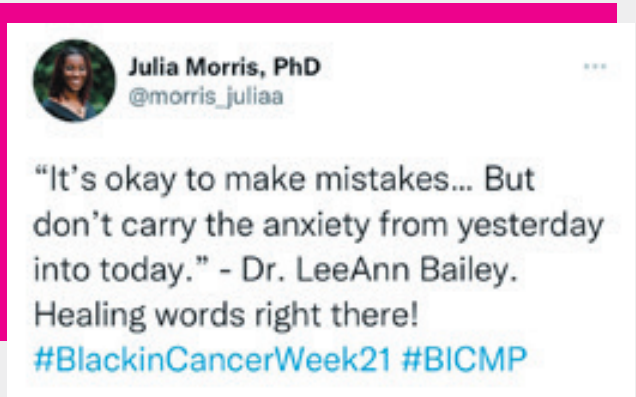 Julia Morris, PhD
@morris_juliaa
“It’s okay to make mistakes... But
don’t carry the anxiety from yesterday
into today.” - Dr. LeeAnn Bailey.
Healing words right there!
#BlackinCancerWeek21 #BICMP